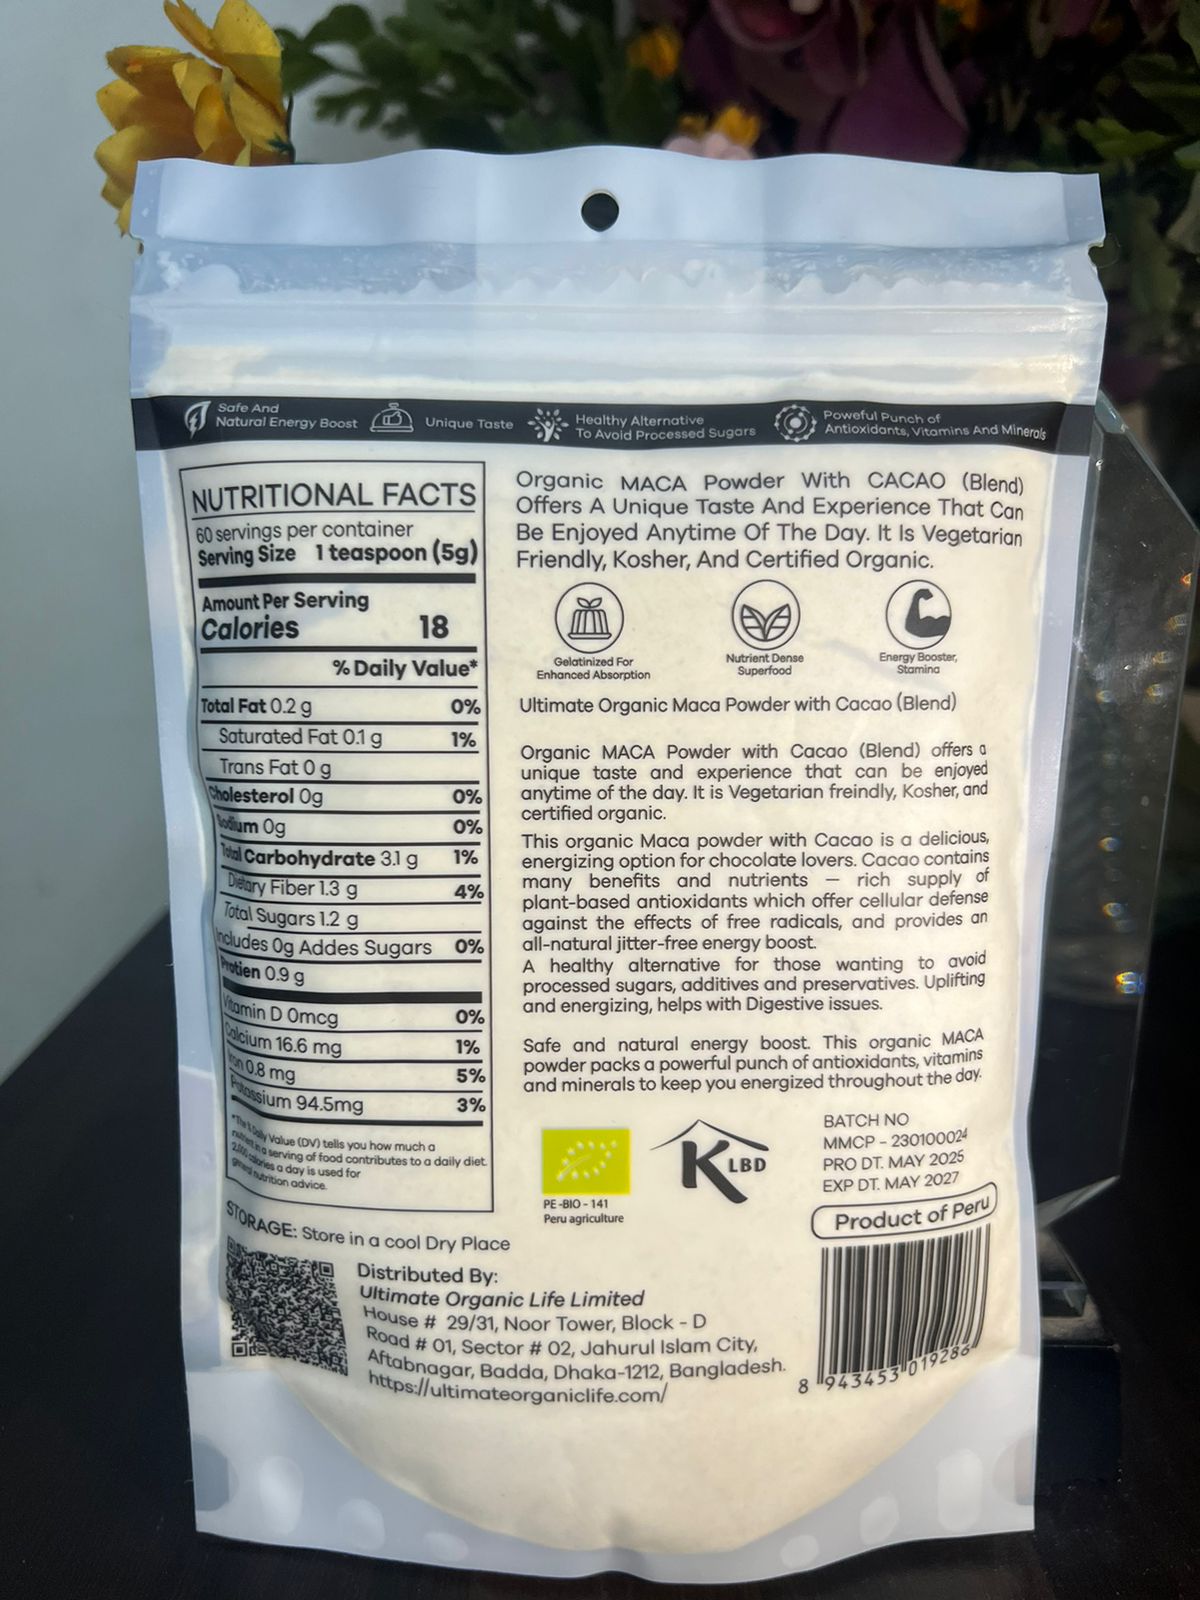 Safe And
Natural Energy Boost
Unique Taste
Healthy Alternative
To Avoid Processed Sugars
Poweful Punch of
Antioxidants, Vitamins And Minerals
NUTRITIONAL FACTS
60 servings per container
Serving Size 1 teaspoon (5g)
Amount Per Serving
Calories 18
% Daily Value*
Total Fat 0.2 g 0%
Saturated Fat 0.1 g 1%
Trans Fat 0 g
Cholesterol 0g 0%
Sodium 0g 0%
Total Carbohydrate 3.1 g 1%
Dietary Fiber 1.3 g 4%
Total Sugars 1.2 g
Includes 0g Addes Sugars 0%
Protien 0.9 g
Vitamin D 0mcg 0%
Calcium 16.6 mg 1%
Iron 0.8 mg 5%
Potassium 94.5mg 3%
*The % Daily Value (DV) tells you how much a
nutrient in a serving of food contributes to a daily diet.
2,000 calories a day is used for
general nutrition advice.
STORAGE: Store in a cool Dry Place
Organic MACA Powder With CACAO (Blend)
Offers A Unique Taste And Experience That Can
Be Enjoyed Anytime Of The Day. It Is Vegetarian
Friendly, Kosher, And Certified Organic.
Gelatinized For
Enhanced Absorption
Nutrient Dense
Superfood
Energy Booster,
Stamina
Ultimate Organic Maca Powder with Cacao (Blend)
Organic MACA Powder with Cacao (Blend) offers a
unique taste and experience that can be enjoyed
anytime of the day. It is Vegetarian freindly, Kosher, and
certified organic.
This organic Maca powder with Cacao is a delicious,
energizing option for chocolate lovers. Cacao contains
many benefits and nutrients — rich supply of
plant-based antioxidants which offer cellular defense
against the effects of free radicals, and provides an
all-natural jitter-free energy boost.
A healthy alternative for those wanting to avoid
processed sugars, additives and preservatives. Uplifting
and energizing, helps with Digestive issues.
Safe and natural energy boost. This organic MACA
powder packs a powerful punch of antioxidants, vitamins
and minerals to keep you energized throughout the day.
PE -BIO - 141
Peru agriculture
K LBD
BATCH NO
MMCP - 230100024
PRO DT. MAY 2025
EXP DT. MAY 2027
Product of Peru
Distributed By:
Ultimate Organic Life Limited
House # 29/31, Noor Tower, Block - D
Road # 01, Sector # 02, Jahurul Islam City,
Aftabnagar, Badda, Dhaka-1212, Bangladesh.
https://ultimateorganiclife.com/
8 943453 019286